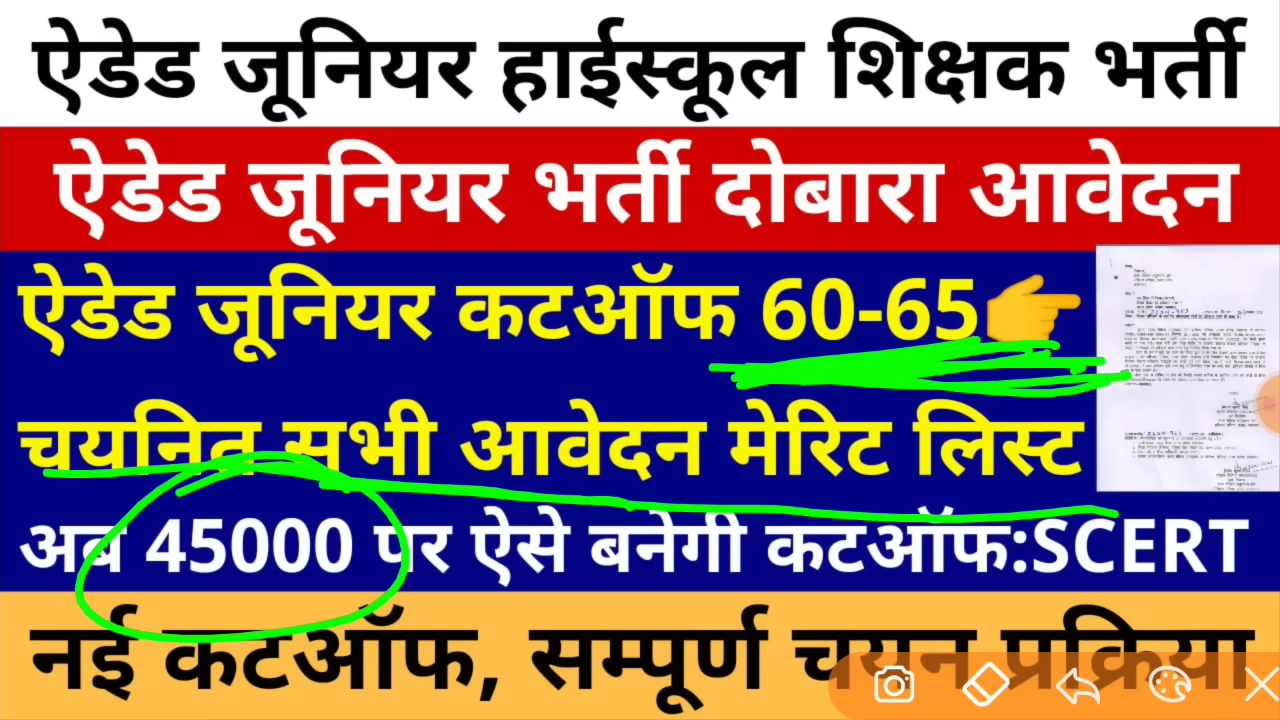 ऐडेड जूनियर हाईस्कूल शिक्षक भर्ती
ऐडेड जूनियर भर्ती दोबारा आवेदन
ऐडेड जूनियर कटऑफ 60-65
चयनित सभी आवेदन मेरिट लिस्ट
अब 45000 पर ऐसे बनेगी कटऑफ:SCERT
नई कटऑफ, सम्पूर्ण चयन प्रक्रिया